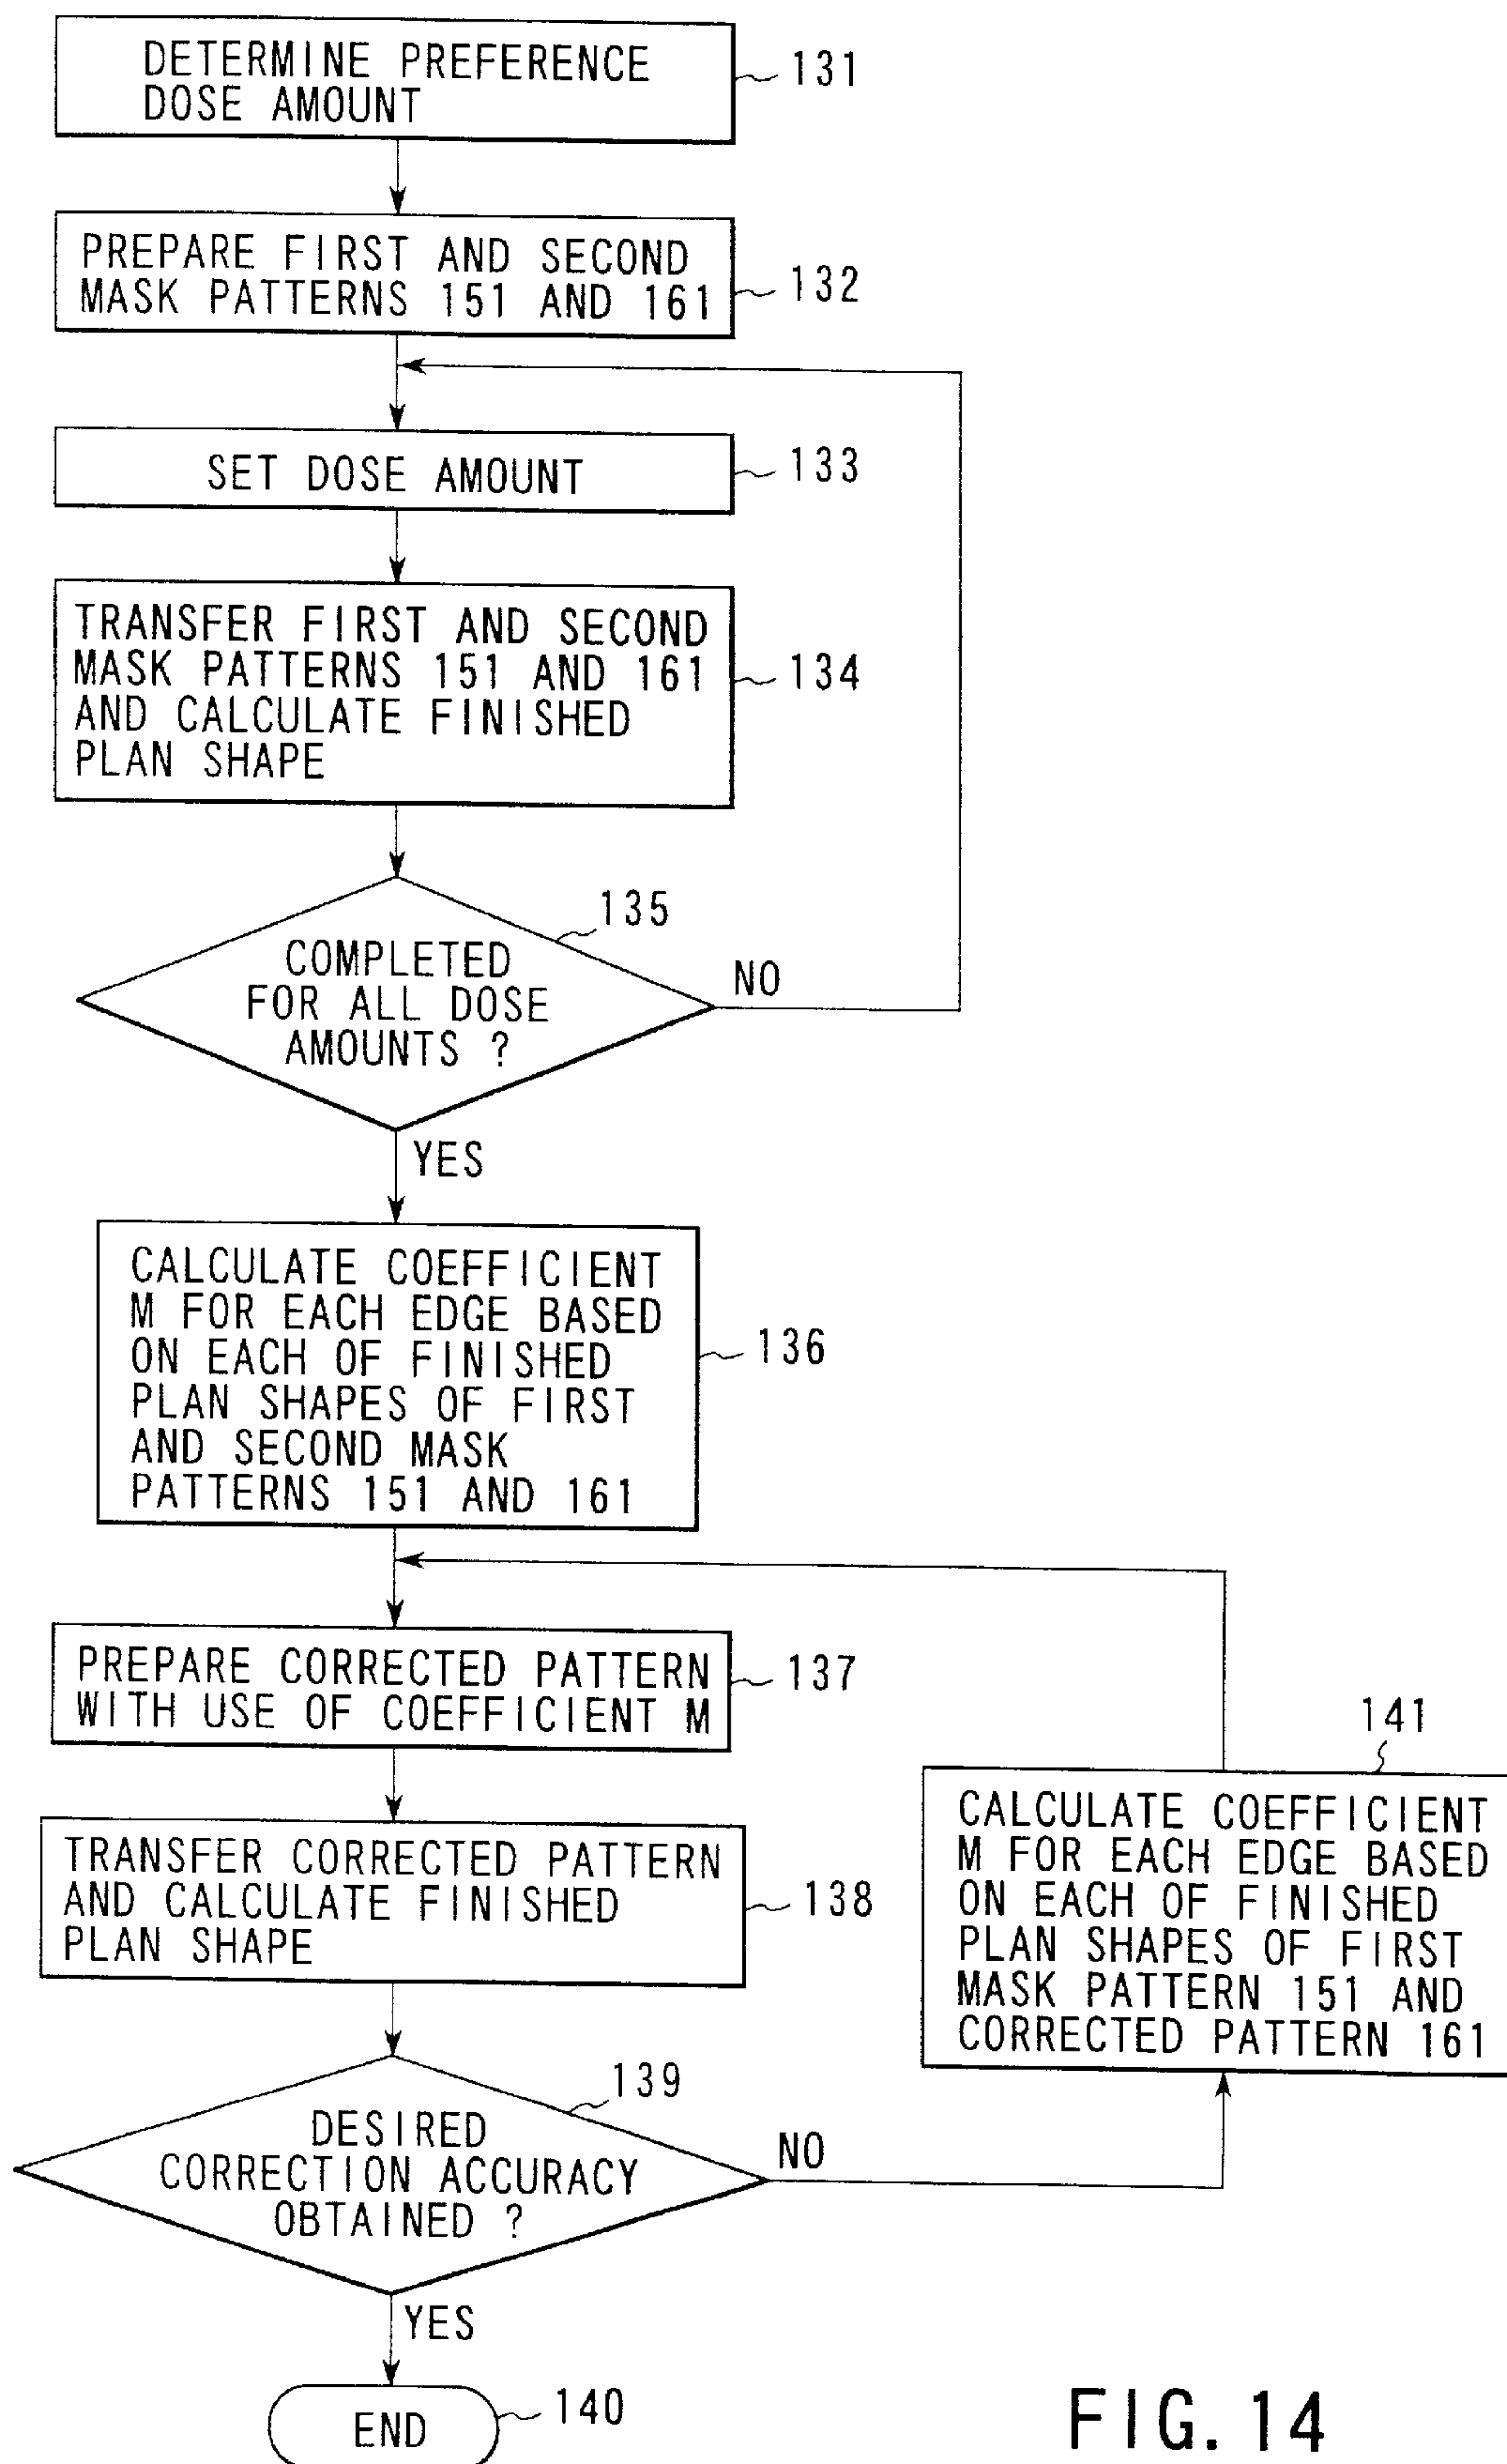 DETERMINE PREFERENCE
DOSE AMOUNT
131
PREPARE FIRST AND SECOND
MASK PATTERNS 151 AND 161
132
SET DOSE AMOUNT
133
TRANSFER FIRST AND SECOND
MASK PATTERNS 151 AND 161
AND CALCULATE FINISHED
PLAN SHAPE
134
135
COMPLETED
FOR ALL DOSE
AMOUNTS ?
NO
YES
CALCULATE COEFFICIENT
M FOR EACH EDGE BASED
ON EACH OF FINISHED
PLAN SHAPES OF FIRST
AND SECOND MASK
PATTERNS 151 AND 161
136
PREPARE CORRECTED PATTERN
WITH USE OF COEFFICIENT M
137
TRANSFER CORRECTED PATTERN
AND CALCULATE FINISHED
PLAN SHAPE
138
141
CALCULATE COEFFICIENT
M FOR EACH EDGE BASED
ON EACH OF FINISHED
PLAN SHAPES OF FIRST
MASK PATTERN 151 AND
CORRECTED PATTERN 161
139
DESIRED
CORRECTION ACCURACY
OBTAINED ?
NO
YES
END
140
FIG. 14